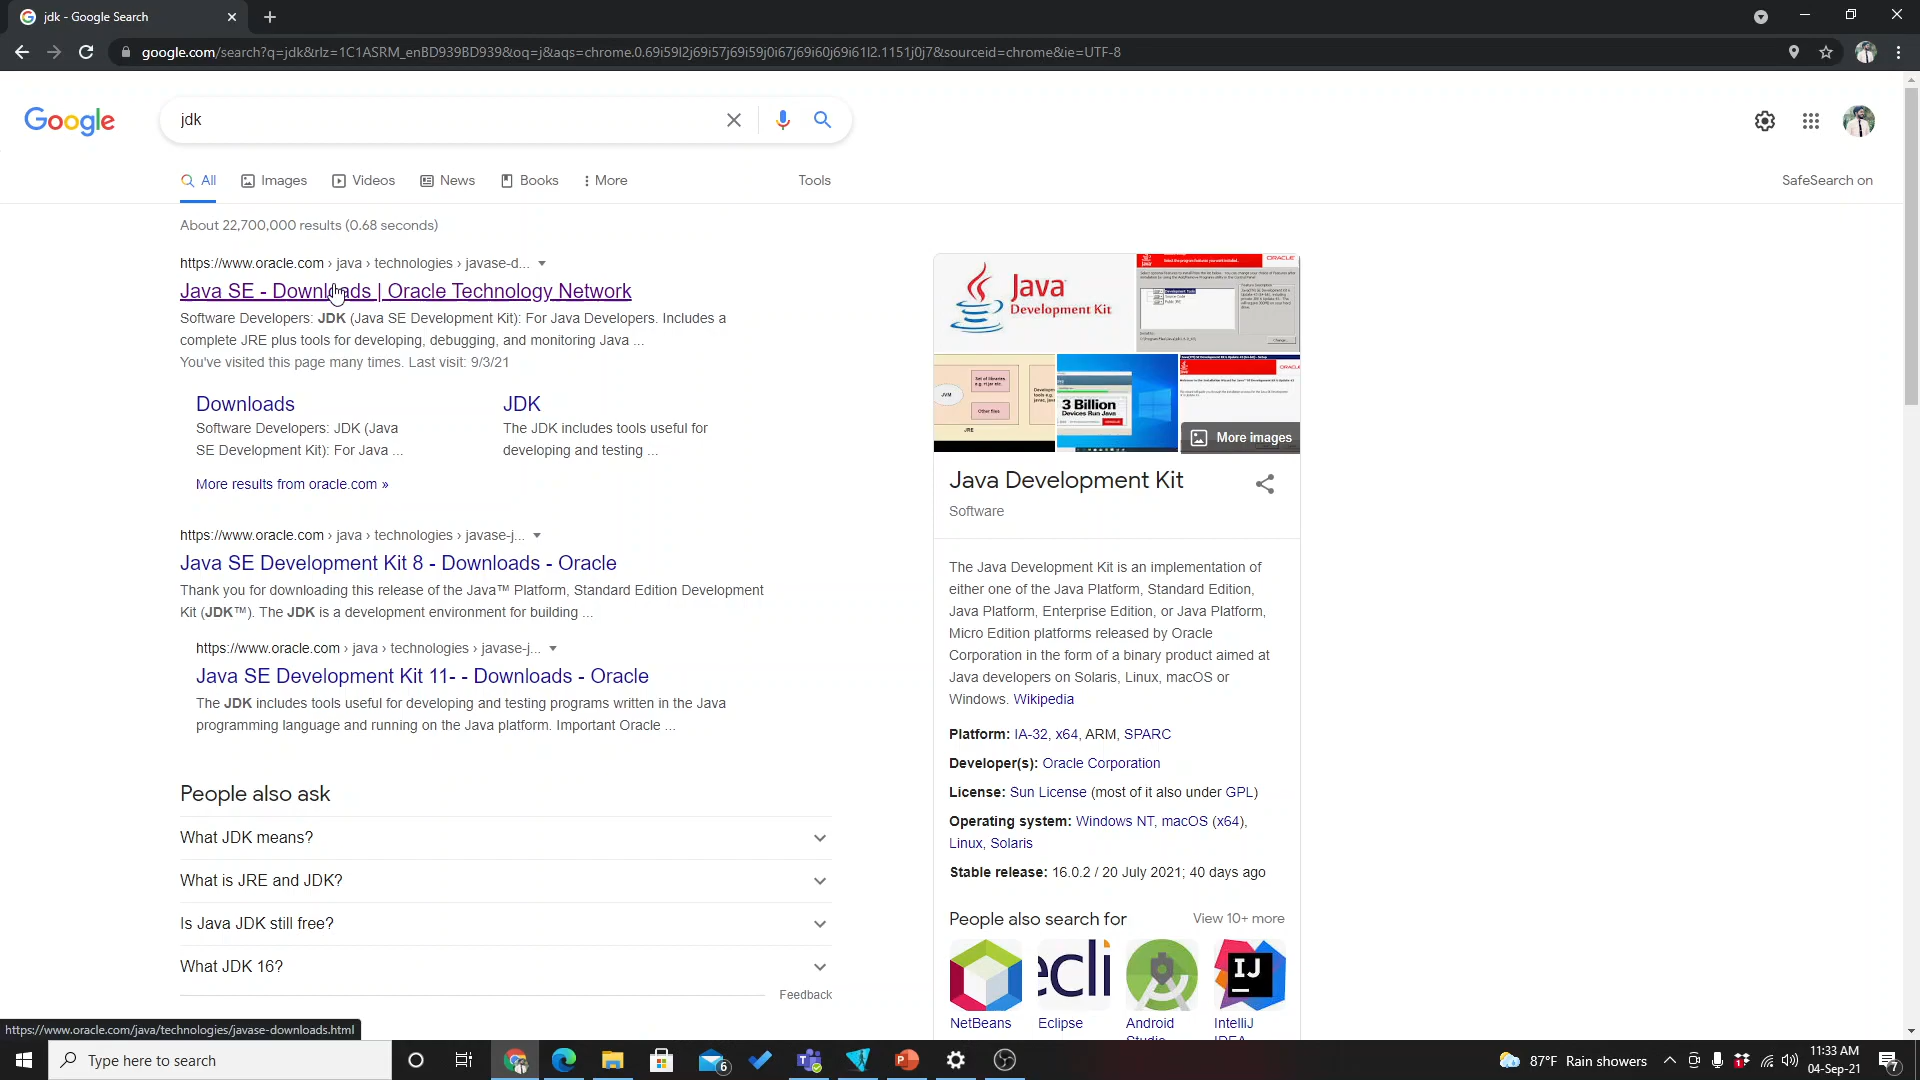 jdk - Google Search
google.com/search?q=jdk&rlz=1C1ASRM_enBD939BD939&oq=j&aqs=chrome.0.69i59l2j69i57j69i59j0i67j69i60j69i61l2.1151j0j7&sourceid=chrome&ie=UTF-8
Google
jdk
All
Images
Videos
News
Books
More
Tools
SafeSearch on
About 22,700,000 results (0.68 seconds)
https://www.oracle.com › java › technologies › javase-d...
Java SE - Downloads | Oracle Technology Network
Software Developers: JDK (Java SE Development Kit): For Java Developers. Includes a
complete JRE plus tools for developing, debugging, and monitoring Java ...
You've visited this page many times. Last visit: 9/3/21
Downloads
Software Developers: JDK (Java
SE Development Kit): For Java ...
JDK
The JDK includes tools useful for
developing and testing ...
More results from oracle.com »
https://www.oracle.com › java › technologies › javase-j...
Java SE Development Kit 8 - Downloads - Oracle
Thank you for downloading this release of the Java™ Platform, Standard Edition Development
Kit (JDK™). The JDK is a development environment for building ...
https://www.oracle.com › java › technologies › javase-j...
Java SE Development Kit 11- - Downloads - Oracle
The JDK includes tools useful for developing and testing programs written in the Java
programming language and running on the Java platform. Important Oracle ...
People also ask
What JDK means?
What is JRE and JDK?
Is Java JDK still free?
What JDK 16?
Feedback
Java
Development Kit
ORACLE
JVM
JRE
3 Billion
Devices Run Java
More images
Java Development Kit
Software
The Java Development Kit is an implementation of
either one of the Java Platform, Standard Edition,
Java Platform, Enterprise Edition, or Java Platform,
Micro Edition platforms released by Oracle
Corporation in the form of a binary product aimed at
Java developers on Solaris, Linux, macOS or
Windows. Wikipedia
Platform: IA-32, x64, ARM, SPARC
Developer(s): Oracle Corporation
License: Sun License (most of it also under GPL)
Operating system: Windows NT, macOS (x64),
Linux, Solaris
Stable release: 16.0.2 / 20 July 2021; 40 days ago
People also search for
View 10+ more
ecli
IJ
NetBeans
Eclipse
Android
IntelliJ
https://www.oracle.com/java/technologies/javase-downloads.html
Type here to search
6
87°F Rain showers
11:33 AM
04-Sep-21
7